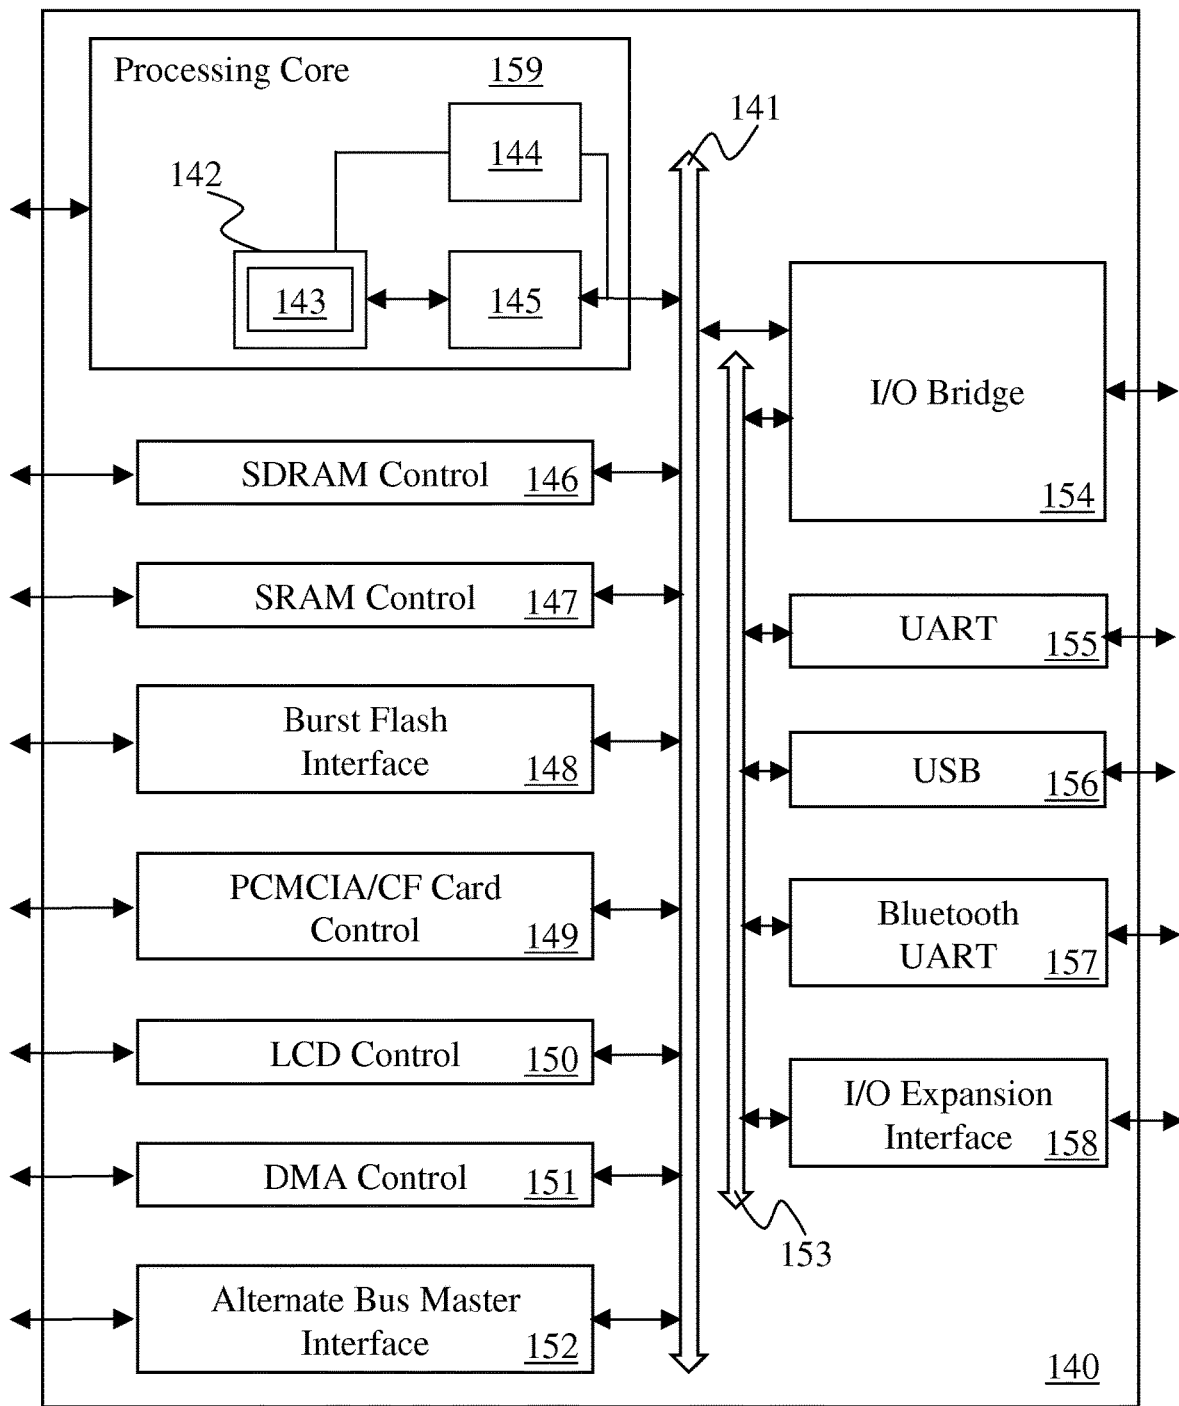 Processing Core
159
141
144
142
143
145
I/O Bridge
154
SDRAM Control
146
SRAM Control
147
UART
155
Burst Flash
Interface
148
USB
156
PCMCIA/CF Card
Control
149
Bluetooth
UART
157
LCD Control
150
I/O Expansion
Interface
158
DMA Control
151
153
Alternate Bus Master
Interface
152
140